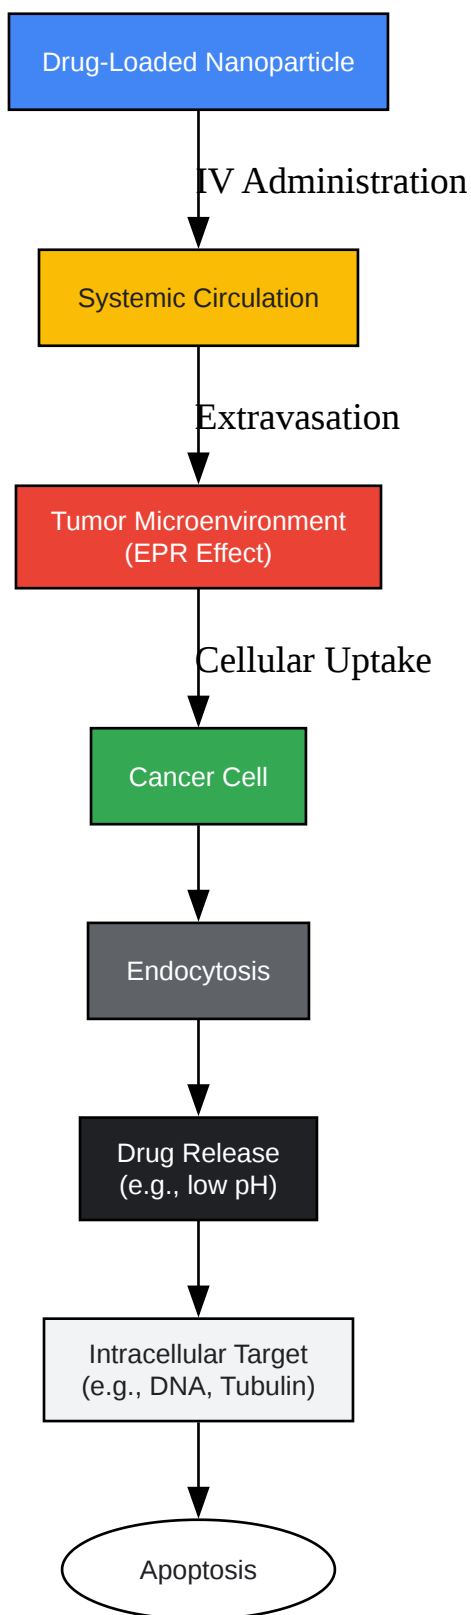 Drug-Loaded Nanoparticle
IV Administration
Systemic Circulation
Extravasation
Tumor Microenvironment
(EPR Effect)
Cellular Uptake
Cancer Cell
Endocytosis
Drug Release
(e.g., low pH)
Intracellular Target
(e.g., DNA, Tubulin)
Apoptosis